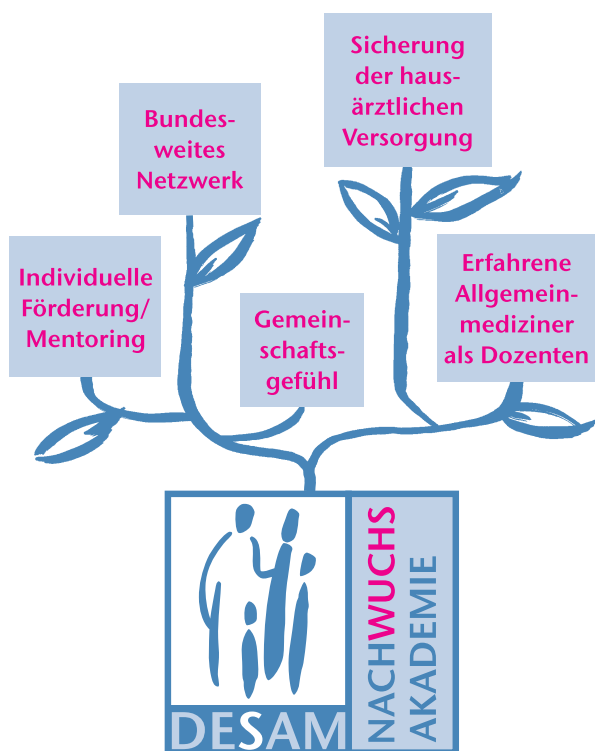 Sicherung
der haus-
ärztlichen
Versorgung
Bundes-
weites
Netzwerk
Individuelle
Förderung/
Mentoring
Gemein-
schafts-
gefühl
Erfahrene
Allgemein-
mediziner
als Dozenten
DESAM
NACHWUCHS
AKADEMIE